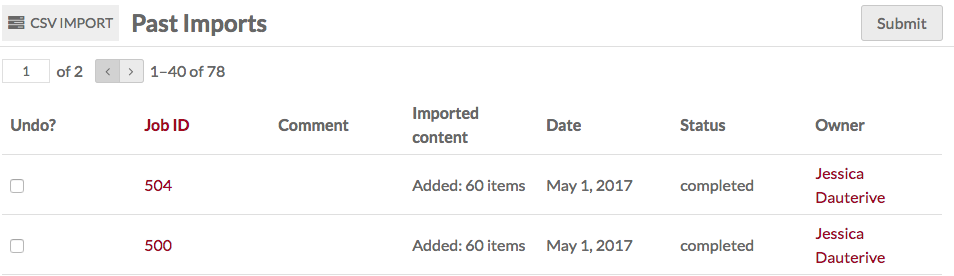 CSV IMPORT Past Imports Submit
1 of 2 < > 1–40 of 78
Undo? Job ID Comment Imported content Date Status Owner
504 Added: 60 items May 1, 2017 completed Jessica Dauterive
500 Added: 60 items May 1, 2017 completed Jessica Dauterive